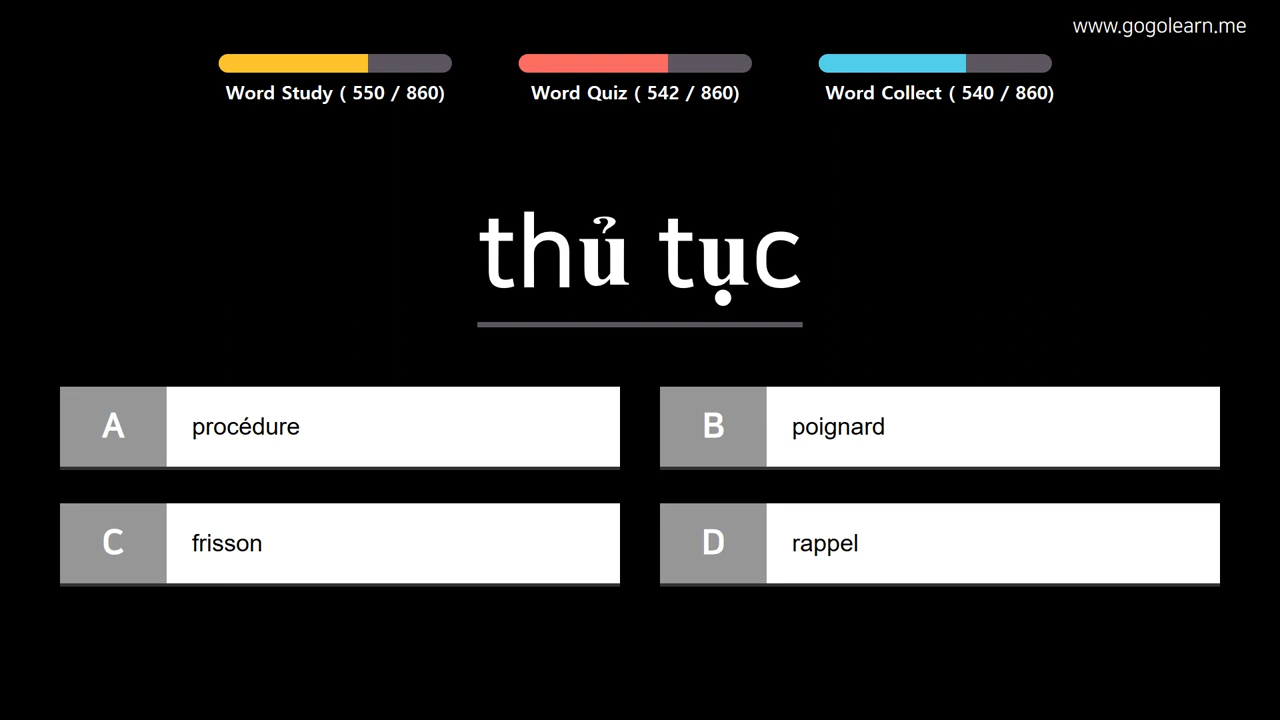 www.gogolearn.me
Word Study ( 550 / 860)
Word Quiz ( 542 / 860)
Word Collect ( 540 / 860)
thủ tục
A
procédure
B
poignard
C
frisson
D
rappel